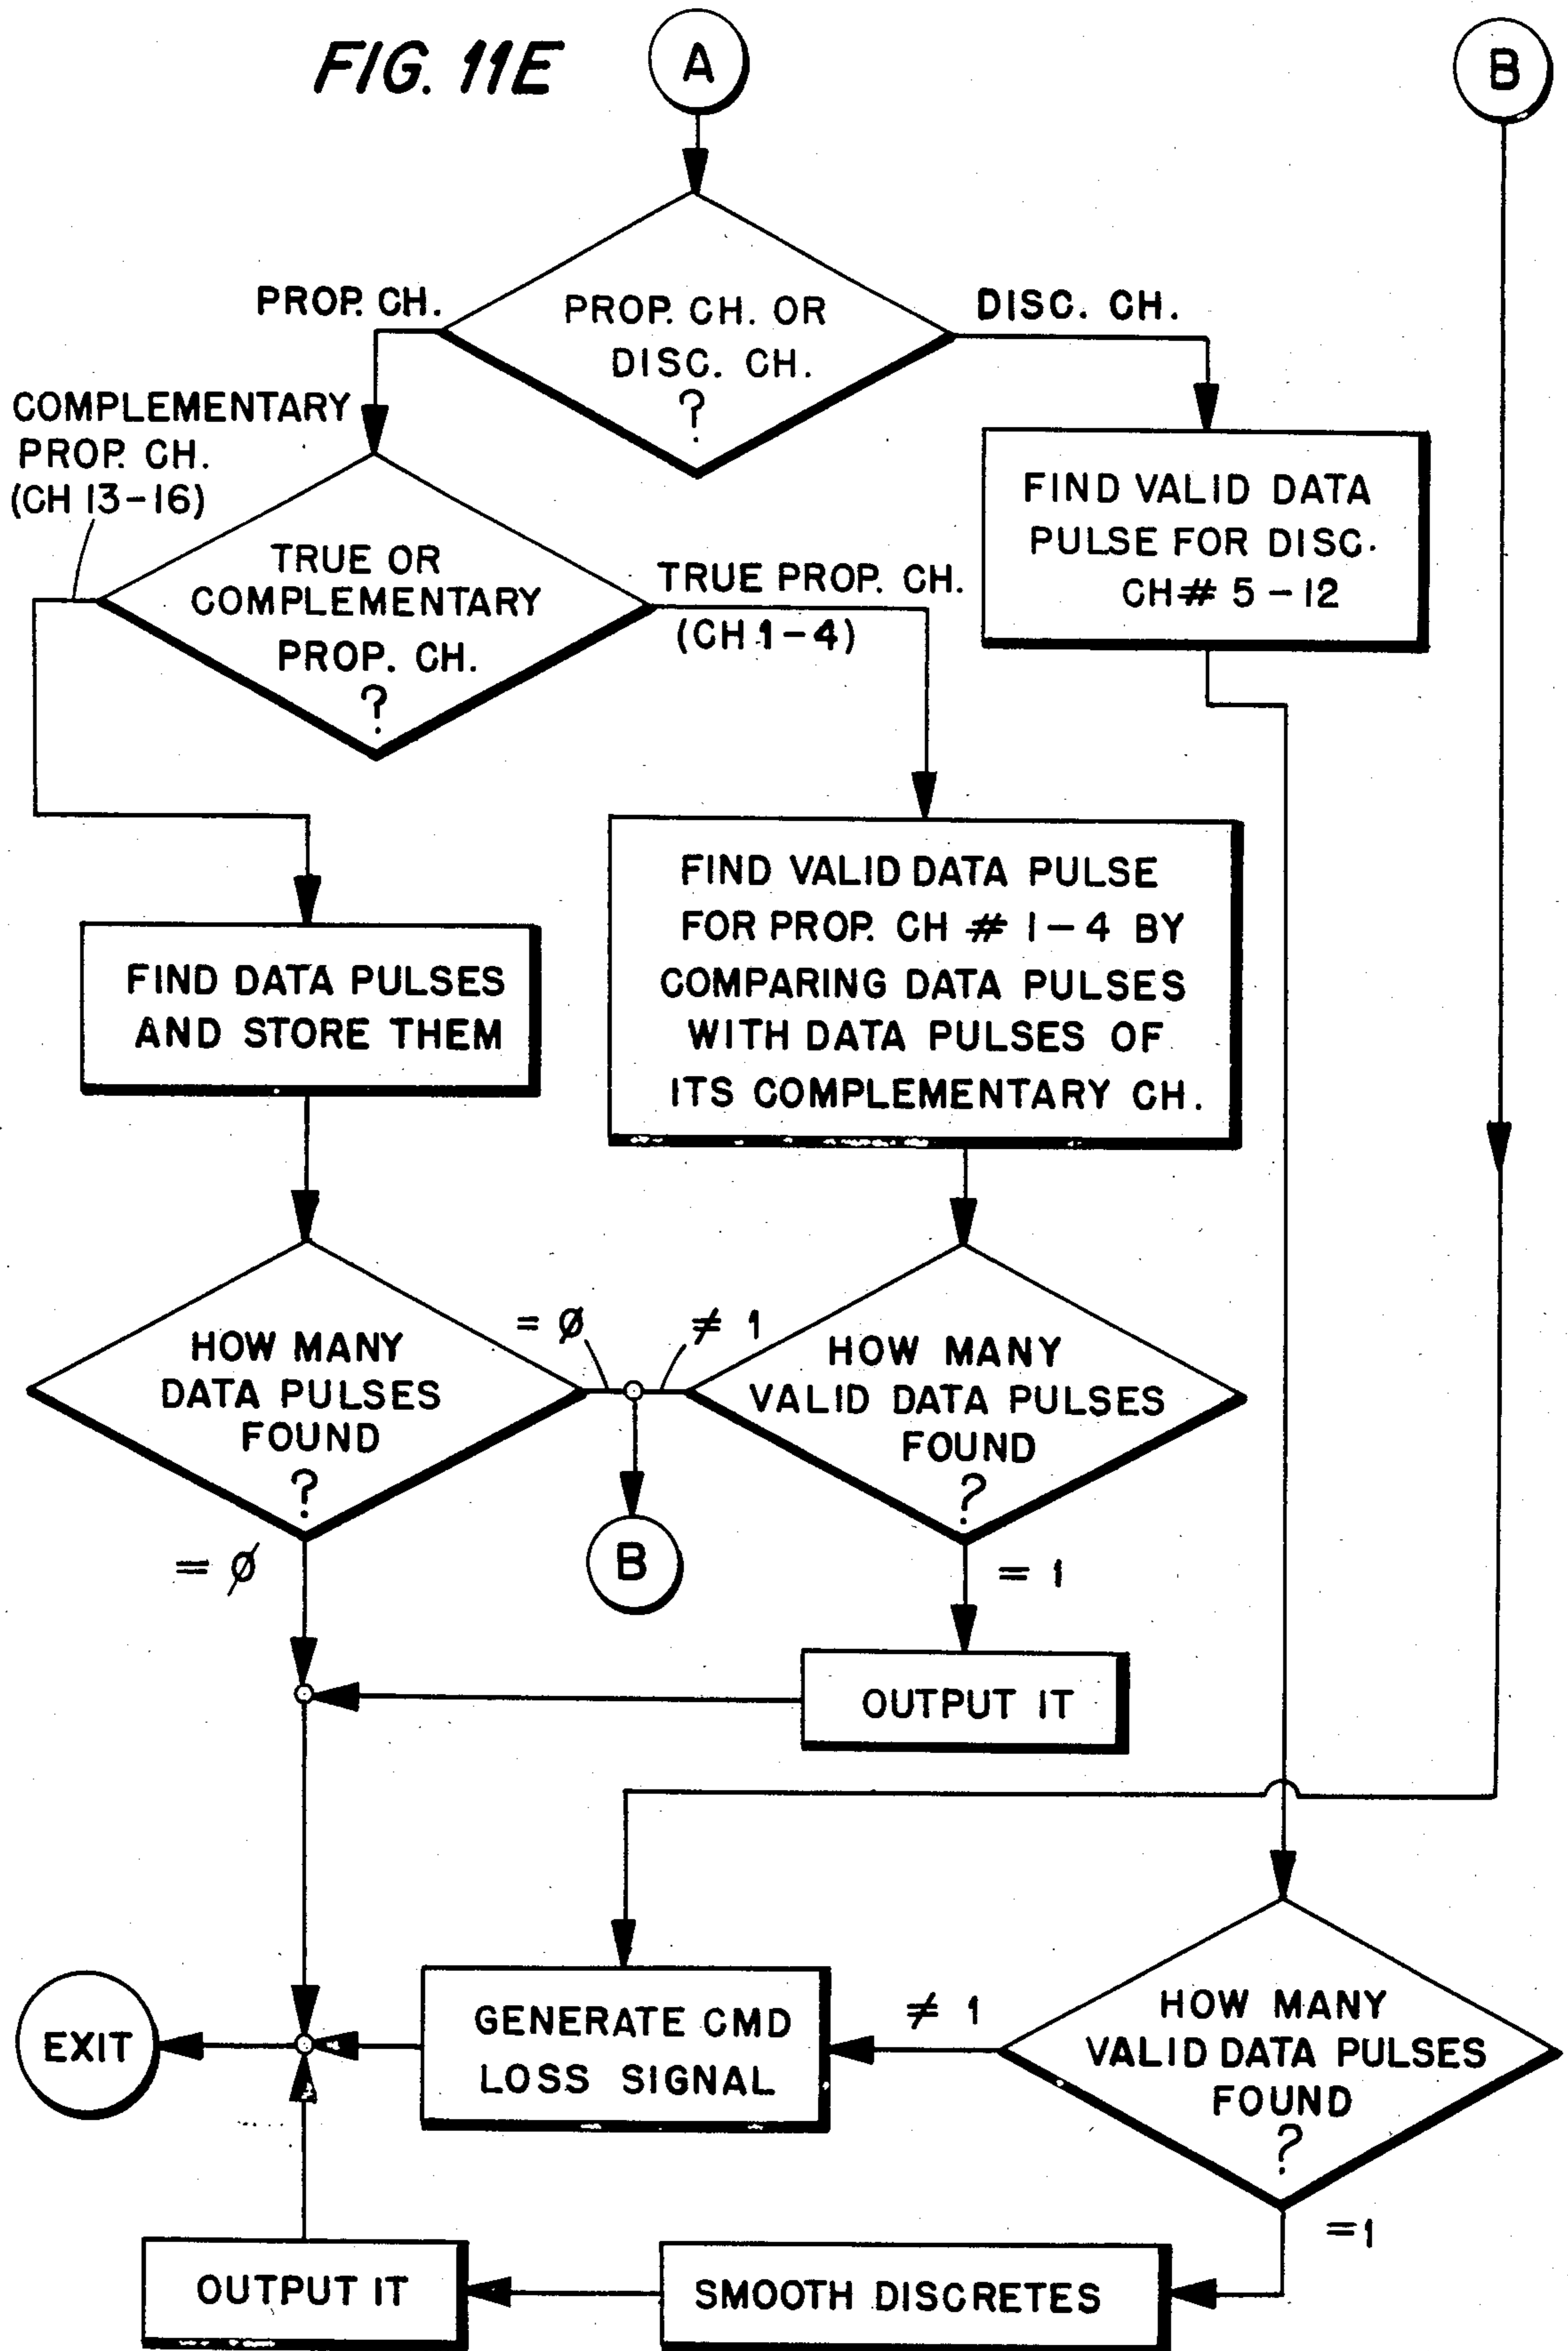 FIG. 11E
A
B
PROP. CH. OR
DISC. CH.
?
PROP. CH.
DISC. CH.
COMPLEMENTARY
PROP. CH.
(CH 13-16)
TRUE OR
COMPLEMENTARY
PROP. CH.
?
TRUE PROP. CH.
(CH 1-4)
FIND VALID DATA
PULSE FOR DISC.
CH# 5-12
FIND DATA PULSES
AND STORE THEM
FIND VALID DATA PULSE
FOR PROP. CH # 1-4 BY
COMPARING DATA PULSES
WITH DATA PULSES OF
ITS COMPLEMENTARY CH.
HOW MANY
DATA PULSES
FOUND
?
= Ø
≠ 1
HOW MANY
VALID DATA PULSES
FOUND
?
= Ø
B
= 1
OUTPUT IT
EXIT
GENERATE CMD
LOSS SIGNAL
≠ 1
HOW MANY
VALID DATA PULSES
FOUND
?
=1
OUTPUT IT
SMOOTH DISCRETES